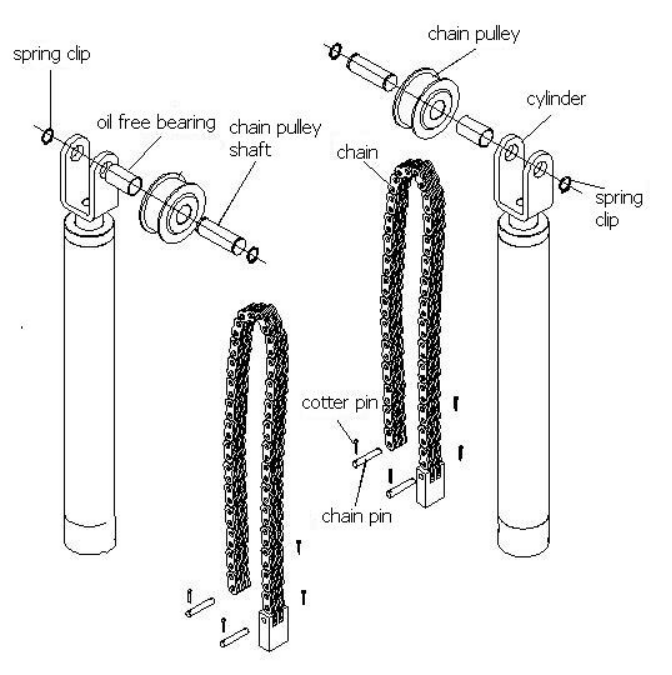 spring clip
oil free bearing
chain pulley
shaft
chain pulley
cylinder
chain
spring
clip
cotter pin
chain pin